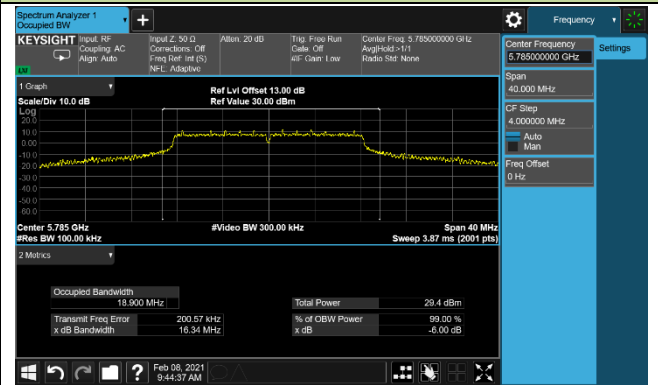 Spectrum Analyzer 1
Occupied BW
Frequency
KEYSIGHT
Input: RF
Coupling: AC
Align: Auto
Input Z: 50 Ω
Corrections: Off
Freq Ref: Int (S)
NFE: Adaptive
Atten: 20 dB
Trig: Free Run
Gate: Off
#IF Gain: Low
Center Freq: 5.785000000 GHz
Avg|Hold:>1/1
Radio Std: None
LXI
1 Graph
Scale/Div 10.0 dB
Ref Lvl Offset 13.00 dB
Ref Value 30.00 dBm
Log
20.0
10.0
0.00
-10.0
-20.0
-30.0
-40.0
-50.0
-60.0
Center 5.785 GHz
#Video BW 300.00 kHz
Span 40 MHz
#Res BW 100.00 kHz
Sweep 3.87 ms (2001 pts)
2 Metrics
Occupied Bandwidth
18.900 MHz
Total Power 29.4 dBm
Transmit Freq Error 200.57 kHz
% of OBW Power 99.00 %
x dB Bandwidth 16.34 MHz
x dB -6.00 dB
Center Frequency
5.785000000 GHz
Settings
Span
40.000 MHz
CF Step
4.000000 MHz
Auto
Man
Freq Offset
0 Hz
?
Feb 08, 2021
9:44:37 AM